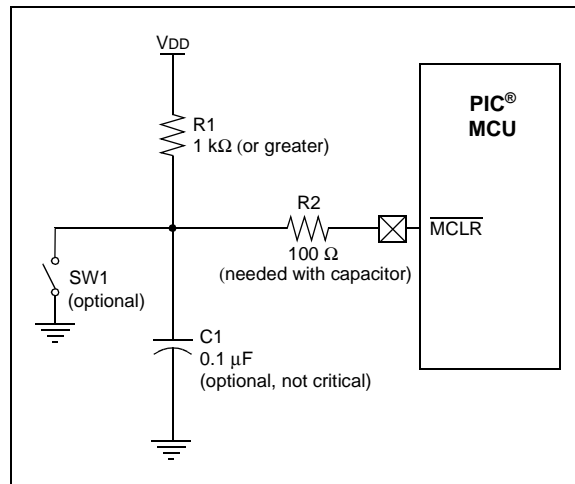 VDD
R1
1 kΩ (or greater)
PIC®
MCU
R2
MCLR
100 Ω
(needed with capacitor)
SW1
(optional)
C1
0.1 μF
(optional, not critical)